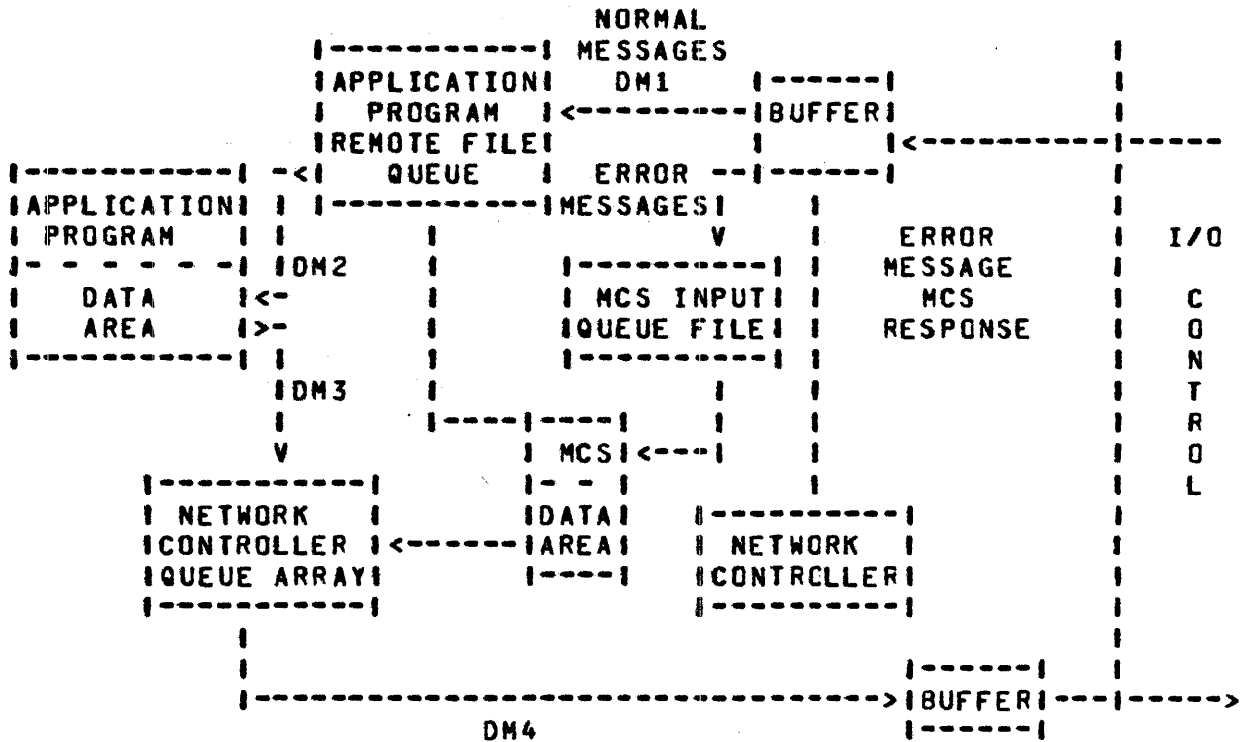 NORMAL
MESSAGES
DM1
APPLICATION
PROGRAM
REMOTE FILE
QUEUE
BUFFER
ERROR
MESSAGES
APPLICATION
PROGRAM
DATA
AREA
DM2
DM3
MCS INPUT
QUEUE FILE
ERROR
MESSAGE
MCS
RESPONSE
I/O
CONTROL
MCS
DATA
AREA
NETWORK
CONTROLLER
QUEUE ARRAY
NETWORK
CONTROLLER
BUFFER
DM4